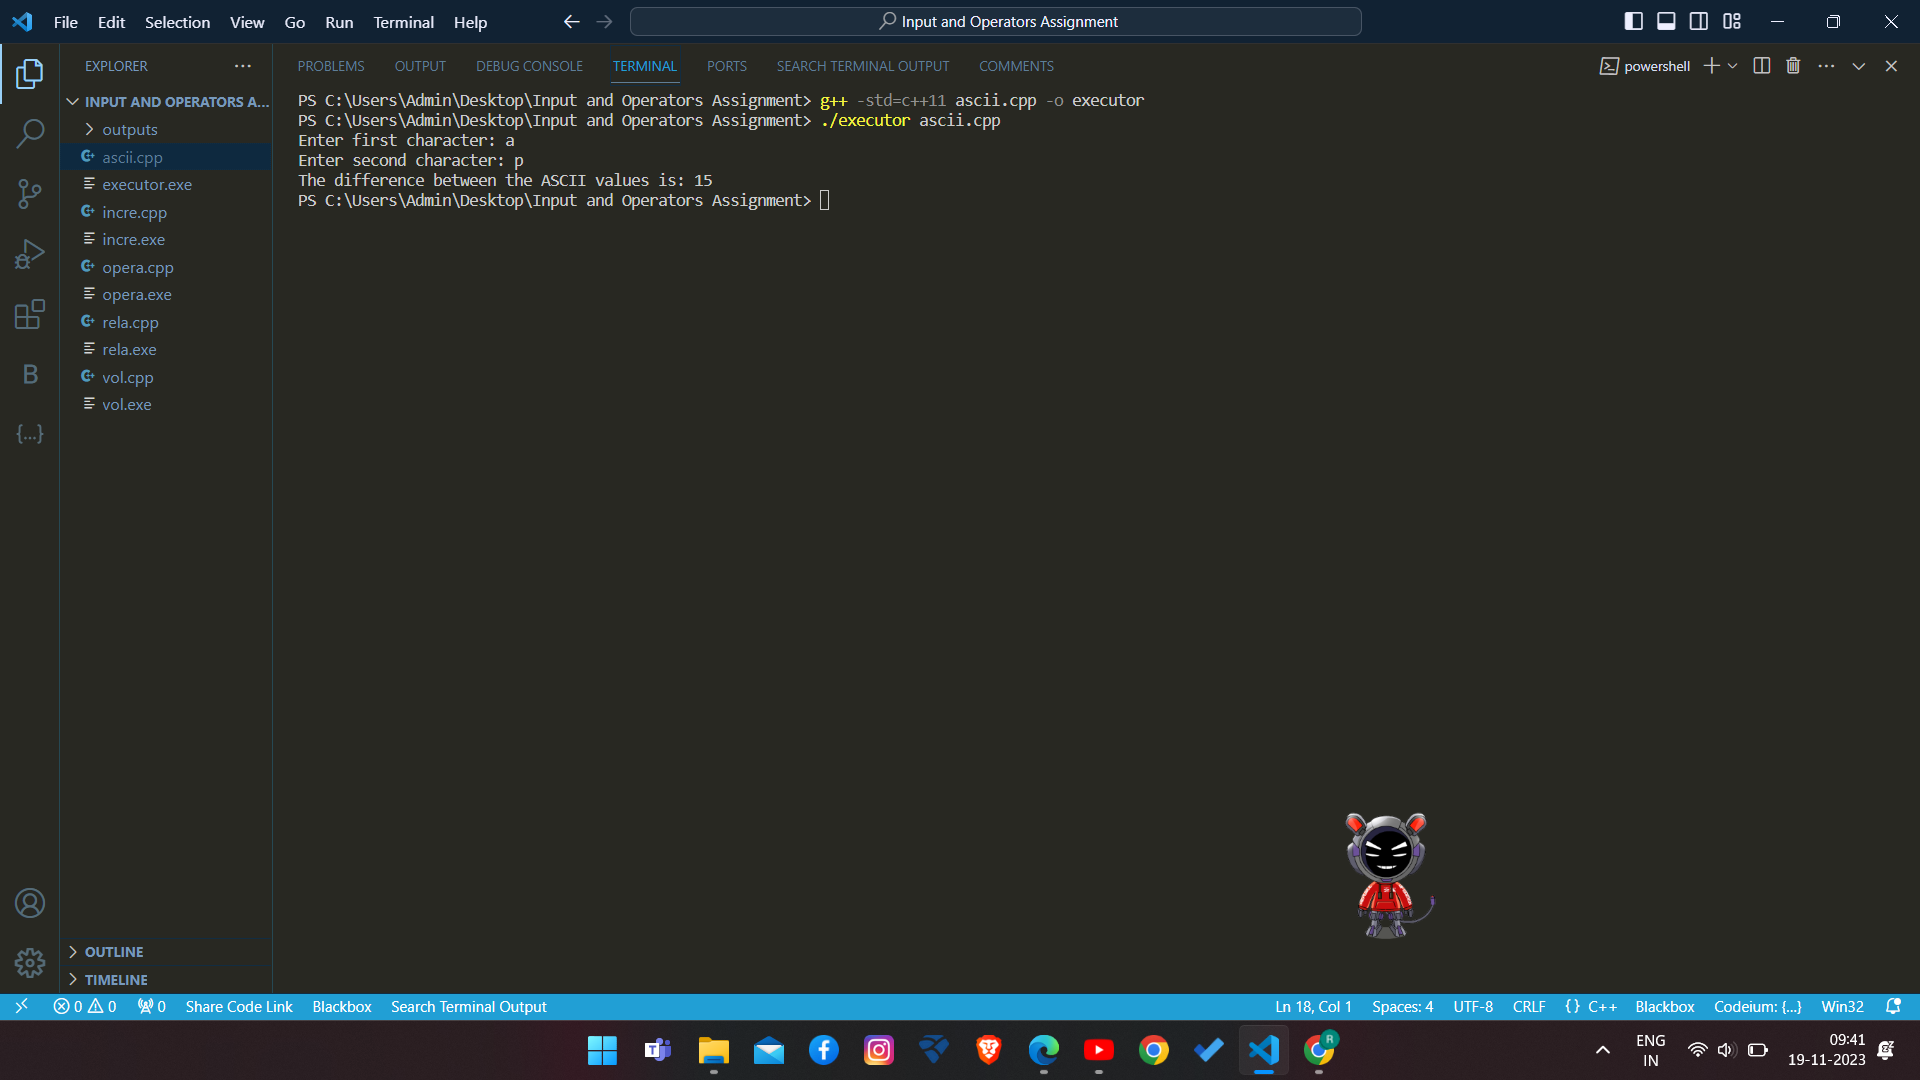 File Edit Selection View Go Run Terminal Help
Input and Operators Assignment
EXPLORER
INPUT AND OPERATORS A...
outputs
ascii.cpp
executor.exe
incre.cpp
incre.exe
opera.cpp
opera.exe
rela.cpp
rela.exe
vol.cpp
vol.exe
B
{...}
OUTLINE
TIMELINE
PROBLEMS OUTPUT DEBUG CONSOLE TERMINAL PORTS SEARCH TERMINAL OUTPUT COMMENTS
powershell
PS C:\Users\Admin\Desktop\Input and Operators Assignment> g++ -std=c++11 ascii.cpp -o executor
PS C:\Users\Admin\Desktop\Input and Operators Assignment> ./executor ascii.cpp
Enter first character: a
Enter second character: p
The difference between the ASCII values is: 15
PS C:\Users\Admin\Desktop\Input and Operators Assignment>
0 0 0 Share Code Link Blackbox Search Terminal Output
Ln 18, Col 1 Spaces: 4 UTF-8 CRLF {} C++ Blackbox Codeium: {...} Win32
R
ENG
IN
09:41
19-11-2023